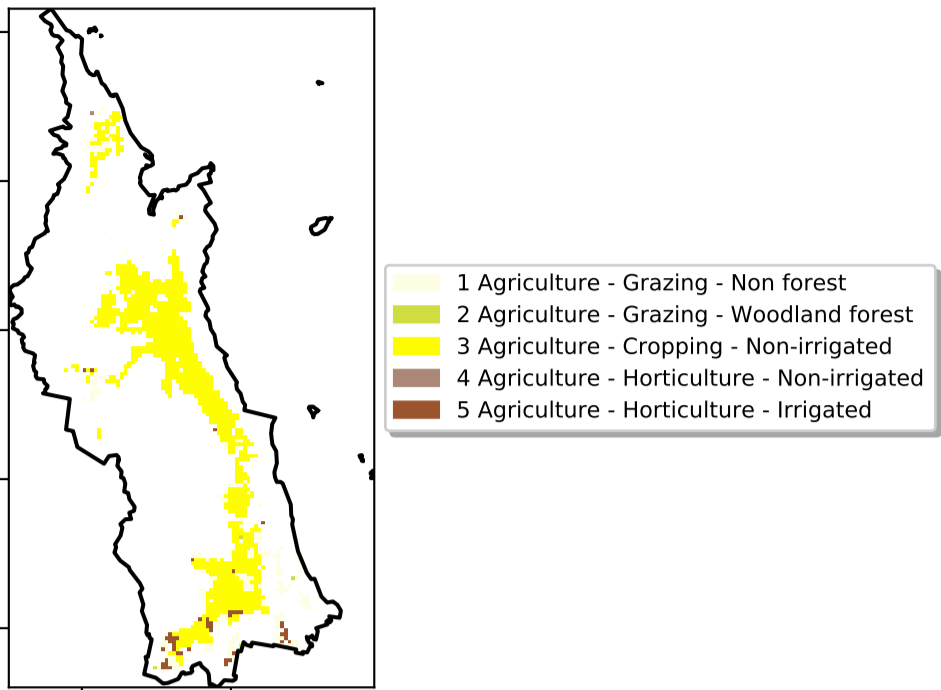 1 Agriculture - Grazing - Non forest
2 Agriculture - Grazing - Woodland forest
3 Agriculture - Cropping - Non-irrigated
4 Agriculture - Horticulture - Non-irrigated
5 Agriculture - Horticulture - Irrigated